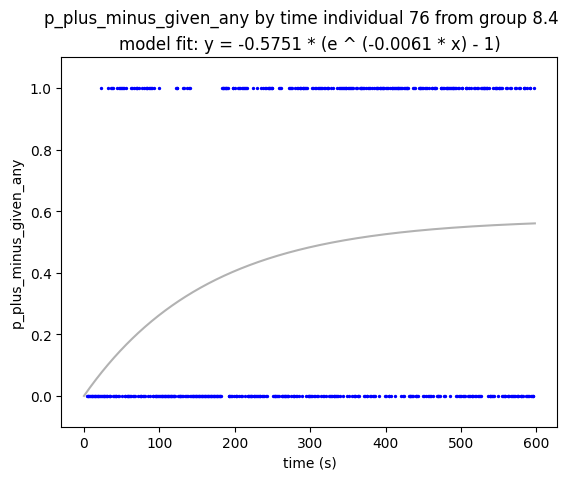 p_plus_minus_given_any by time individual 76 from group 8.4
model fit: y = -0.5751 * (e ^ (-0.0061 * x) - 1)
p_plus_minus_given_any
1.0
0.8
0.6
0.4
0.2
0.0
0 100 200 300 400 500 600
time (s)